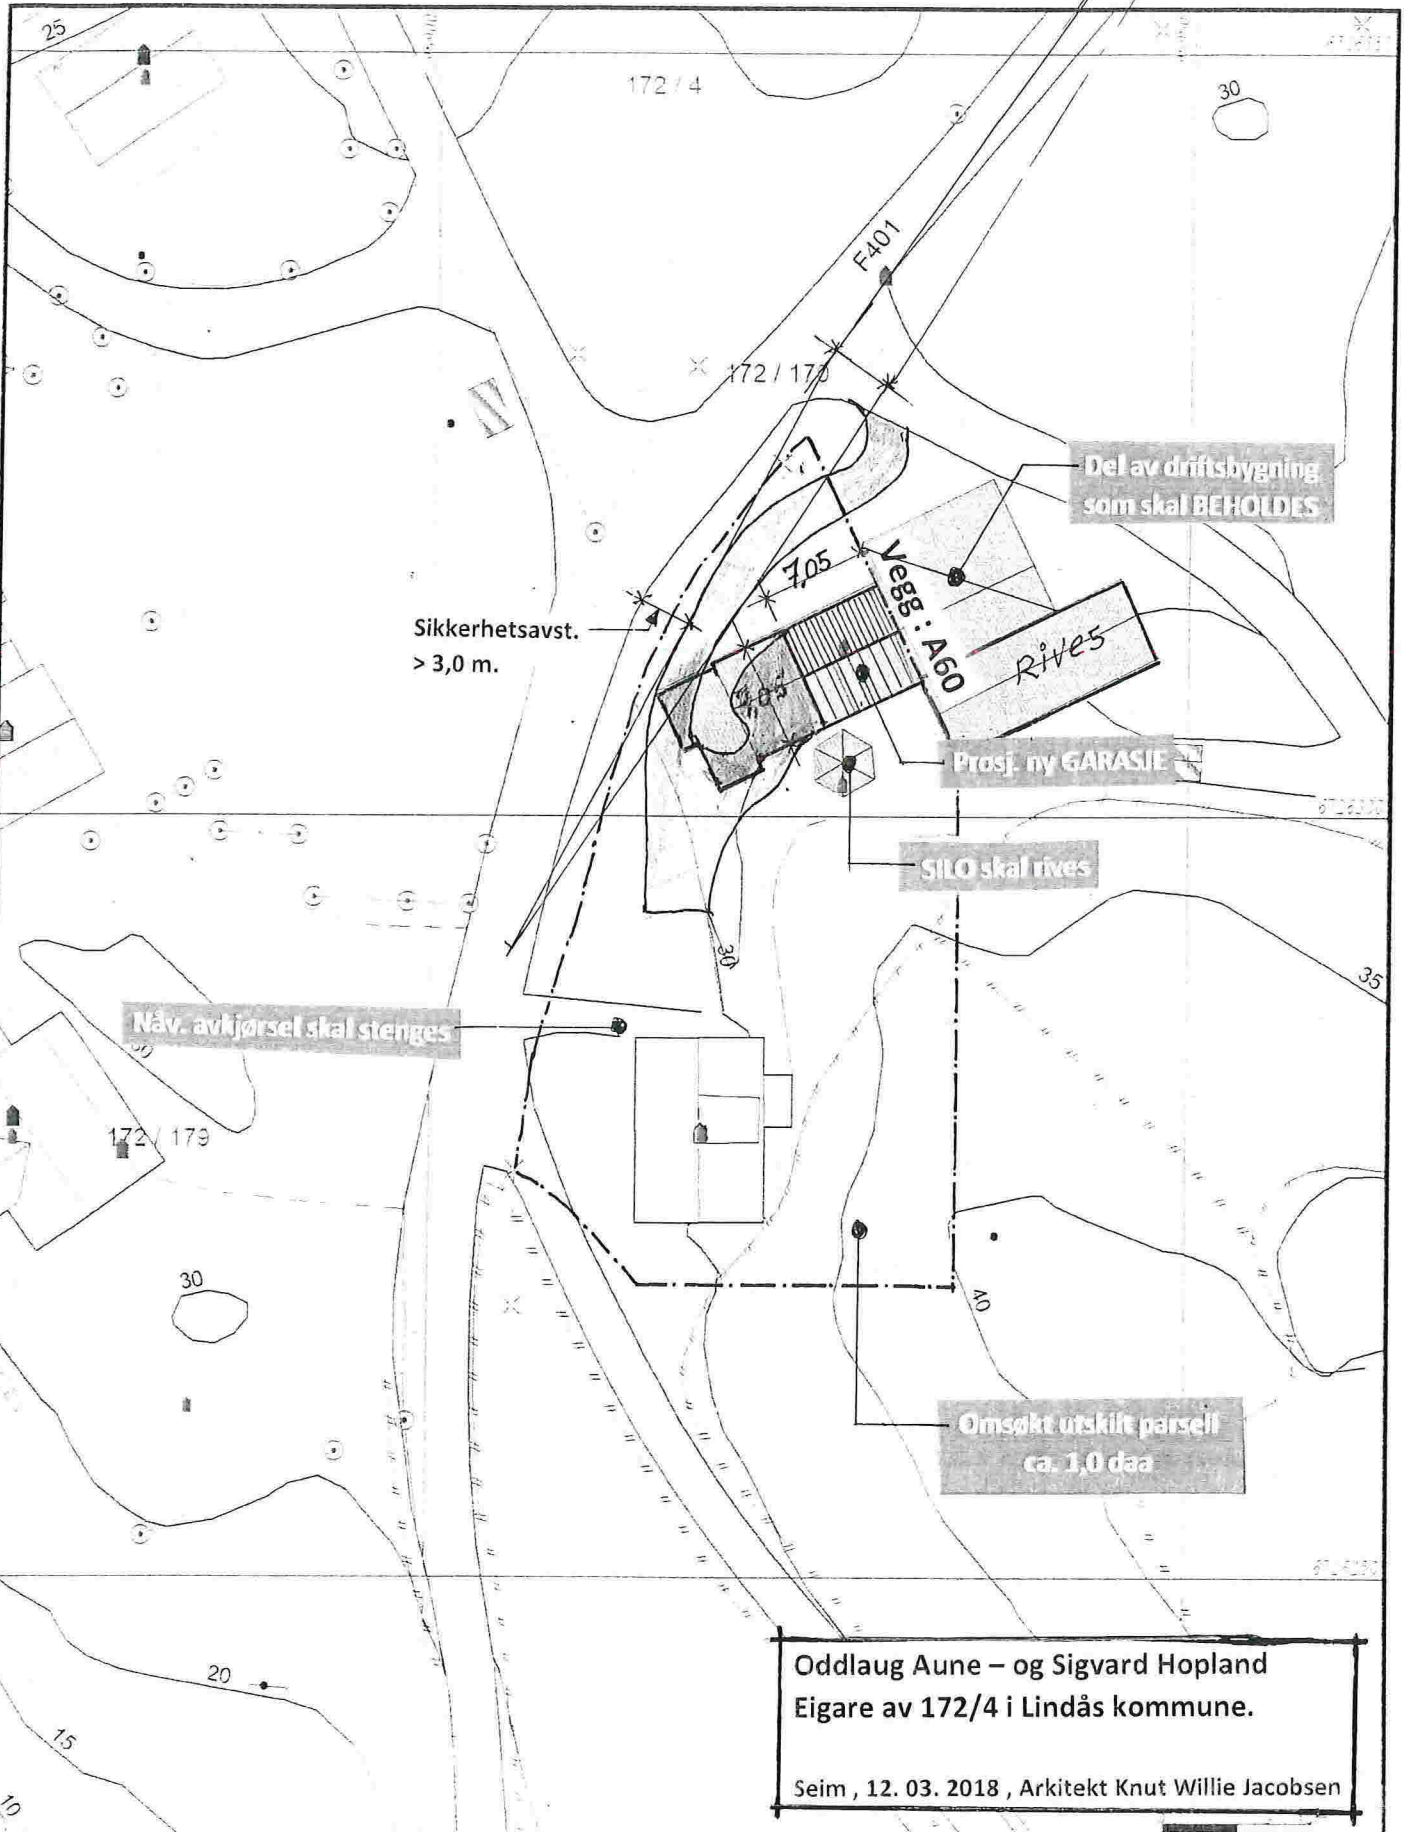 25
172 / 4
30
F401
172 / 170
Del av driftsbygning
som skal BEHOLDES
7,05
Vegg : A60
Sikkerhetsavst.
> 3,0 m.
RiVES
Prosj. ny GARASJE
SILO skal rives
30
35
Nåv. avkjørsel skal stenges
172 / 179
30
40
Omsøkt utskilt parsell
ca. 1,0 daa
20
15
10
Oddlaug Aune – og Sigvard Hopland
Eigare av 172/4 i Lindås kommune.
Seim , 12. 03. 2018 , Arkitekt Knut Willie Jacobsen